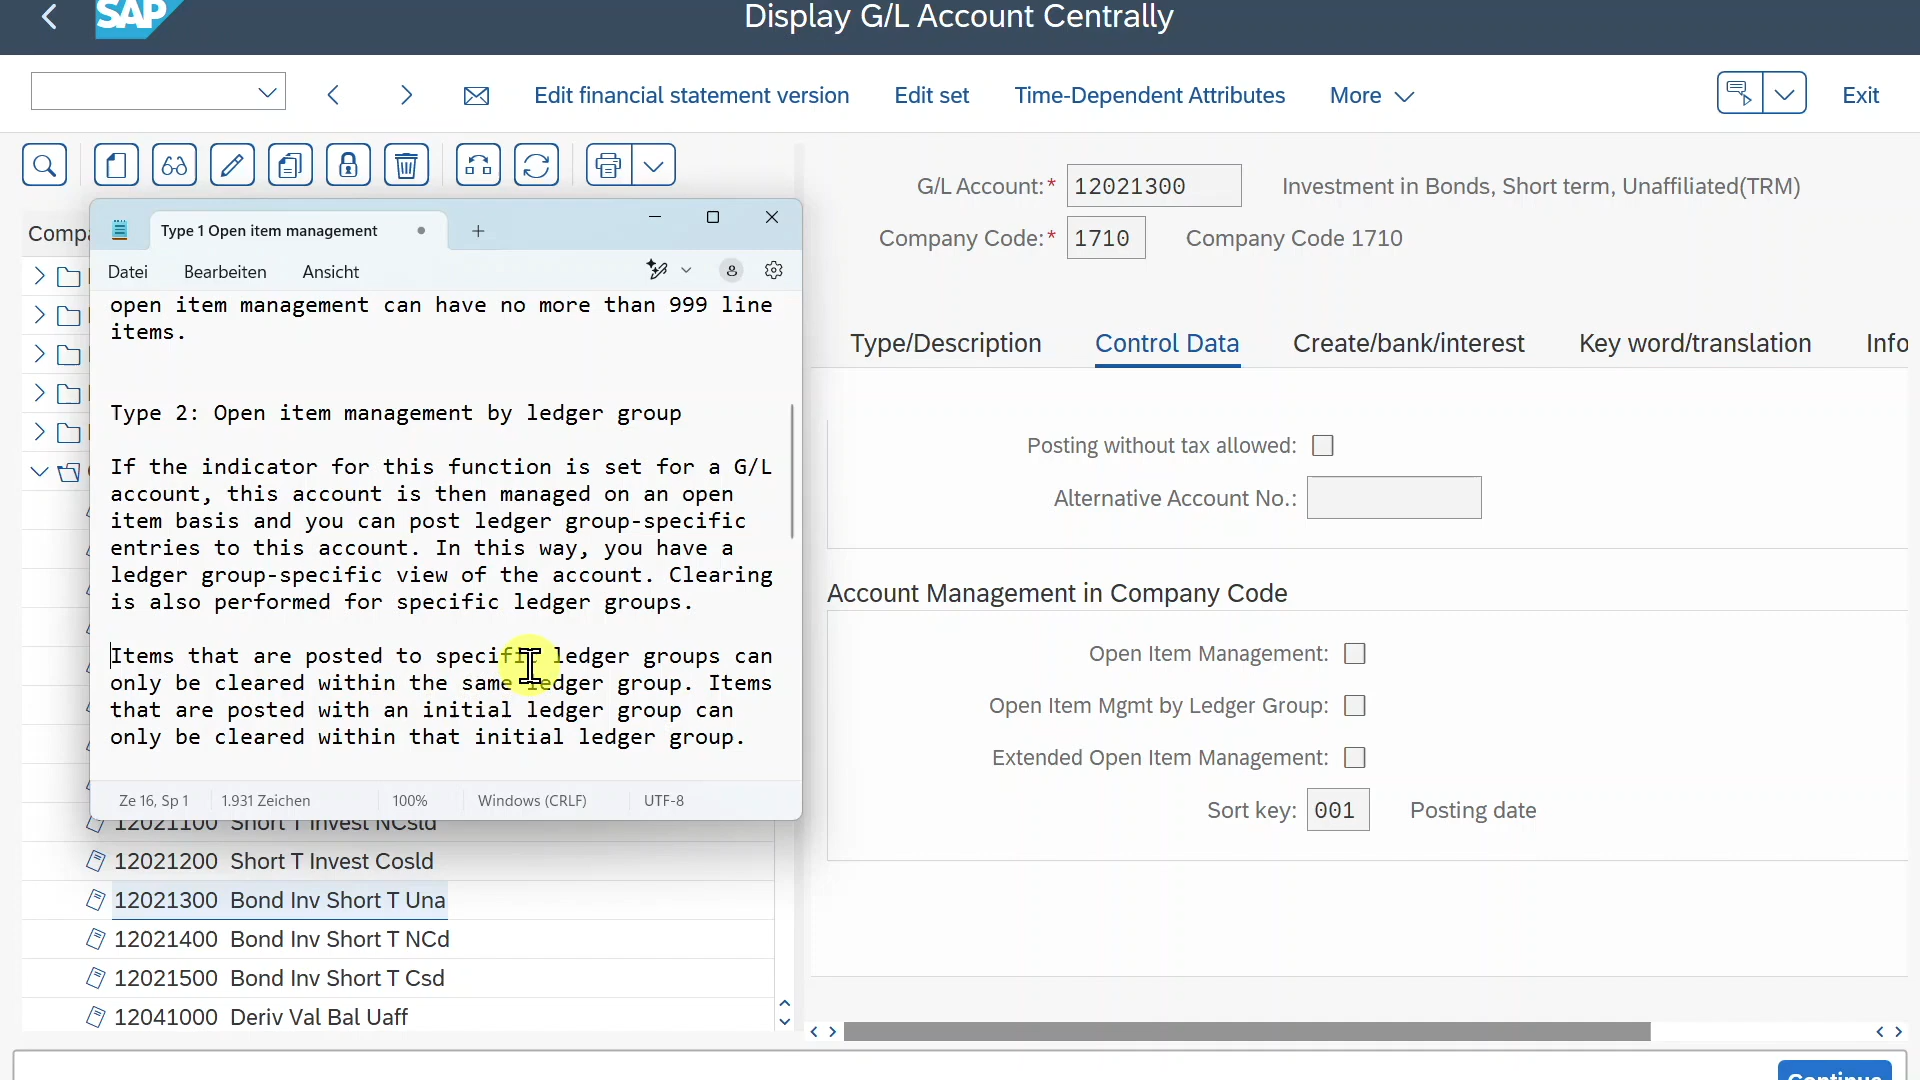 SAP
Display G/L Account Centrally
Edit financial statement version
Edit set
Time-Dependent Attributes
More
Exit
G/L Account:* 12021300 Investment in Bonds, Short term, Unaffiliated(TRM)
Company Code:* 1710 Company Code 1710
Type 1 Open item management
Datei Bearbeiten Ansicht
open item management can have no more than 999 line
items.
Type 2: Open item management by ledger group
If the indicator for this function is set for a G/L
account, this account is then managed on an open
item basis and you can post ledger group-specific
entries to this account. In this way, you have a
ledger group-specific view of the account. Clearing
is also performed for specific ledger groups.
Items that are posted to specific ledger groups can
only be cleared within the same ledger group. Items
that are posted with an initial ledger group can
only be cleared within that initial ledger group.
Ze 16, Sp 1 1.931 Zeichen 100% Windows (CRLF) UTF-8
12021100 Short T Invest NCsld
12021200 Short T Invest Cosld
12021300 Bond Inv Short T Una
12021400 Bond Inv Short T NCd
12021500 Bond Inv Short T Csd
12041000 Deriv Val Bal Uaff
Type/Description Control Data Create/bank/interest Key word/translation Info
Posting without tax allowed:
Alternative Account No.:
Account Management in Company Code
Open Item Management:
Open Item Mgmt by Ledger Group:
Extended Open Item Management:
Sort key: 001 Posting date
Continue